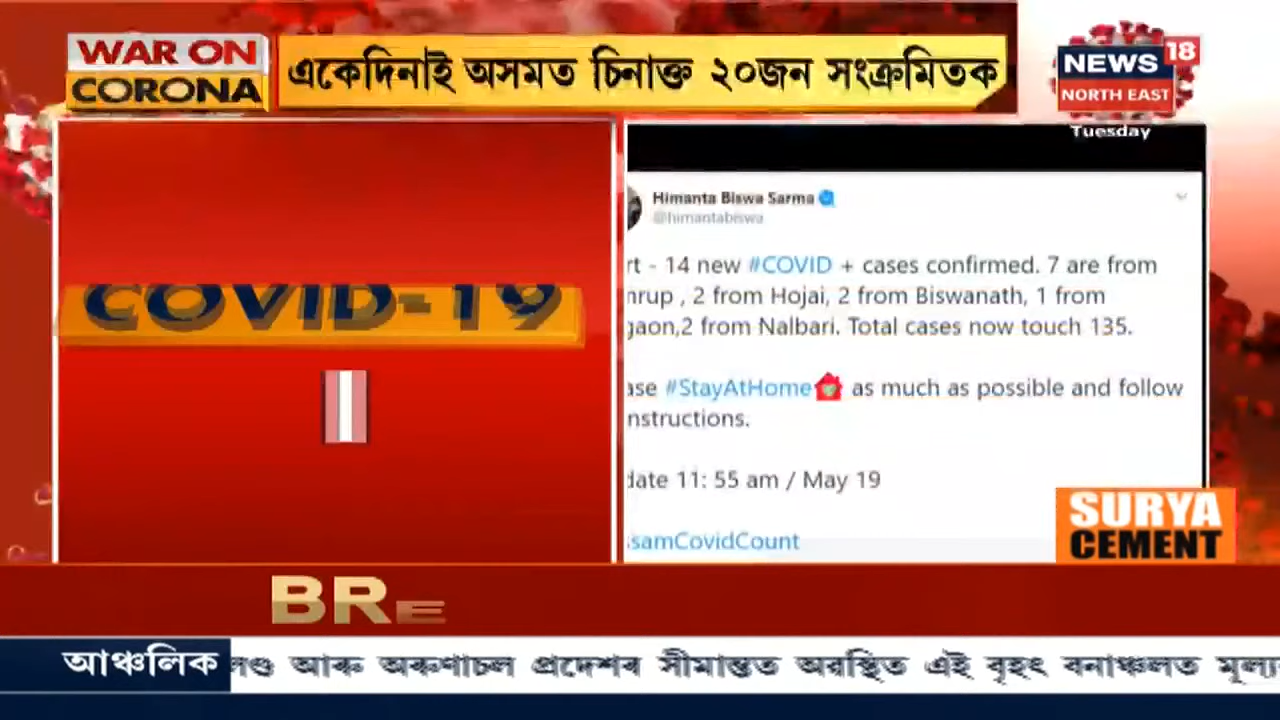 WAR ON
CORONA
একেদিনাই অসমত চিনাক্ত ২০জন সংক্ৰমিতক
NEWS 18
NORTH EAST
Tuesday
COVID-19
Himanta Biswa Sarma
@himantabiswa
rt - 14 new #COVID + cases confirmed. 7 are from
nrup , 2 from Hojai, 2 from Biswanath, 1 from
gaon,2 from Nalbari. Total cases now touch 135.
ase #StayAtHome as much as possible and follow
nstructions.
date 11: 55 am / May 19
samCovidCount
SURYA
CEMENT
BRE
আঞ্চলিক
লেণ্ড আৰু অৰুণাচল প্ৰদেশৰ সীমান্তত অৱস্থিত এই বৃহৎ বনাঞ্চলত মূল্য